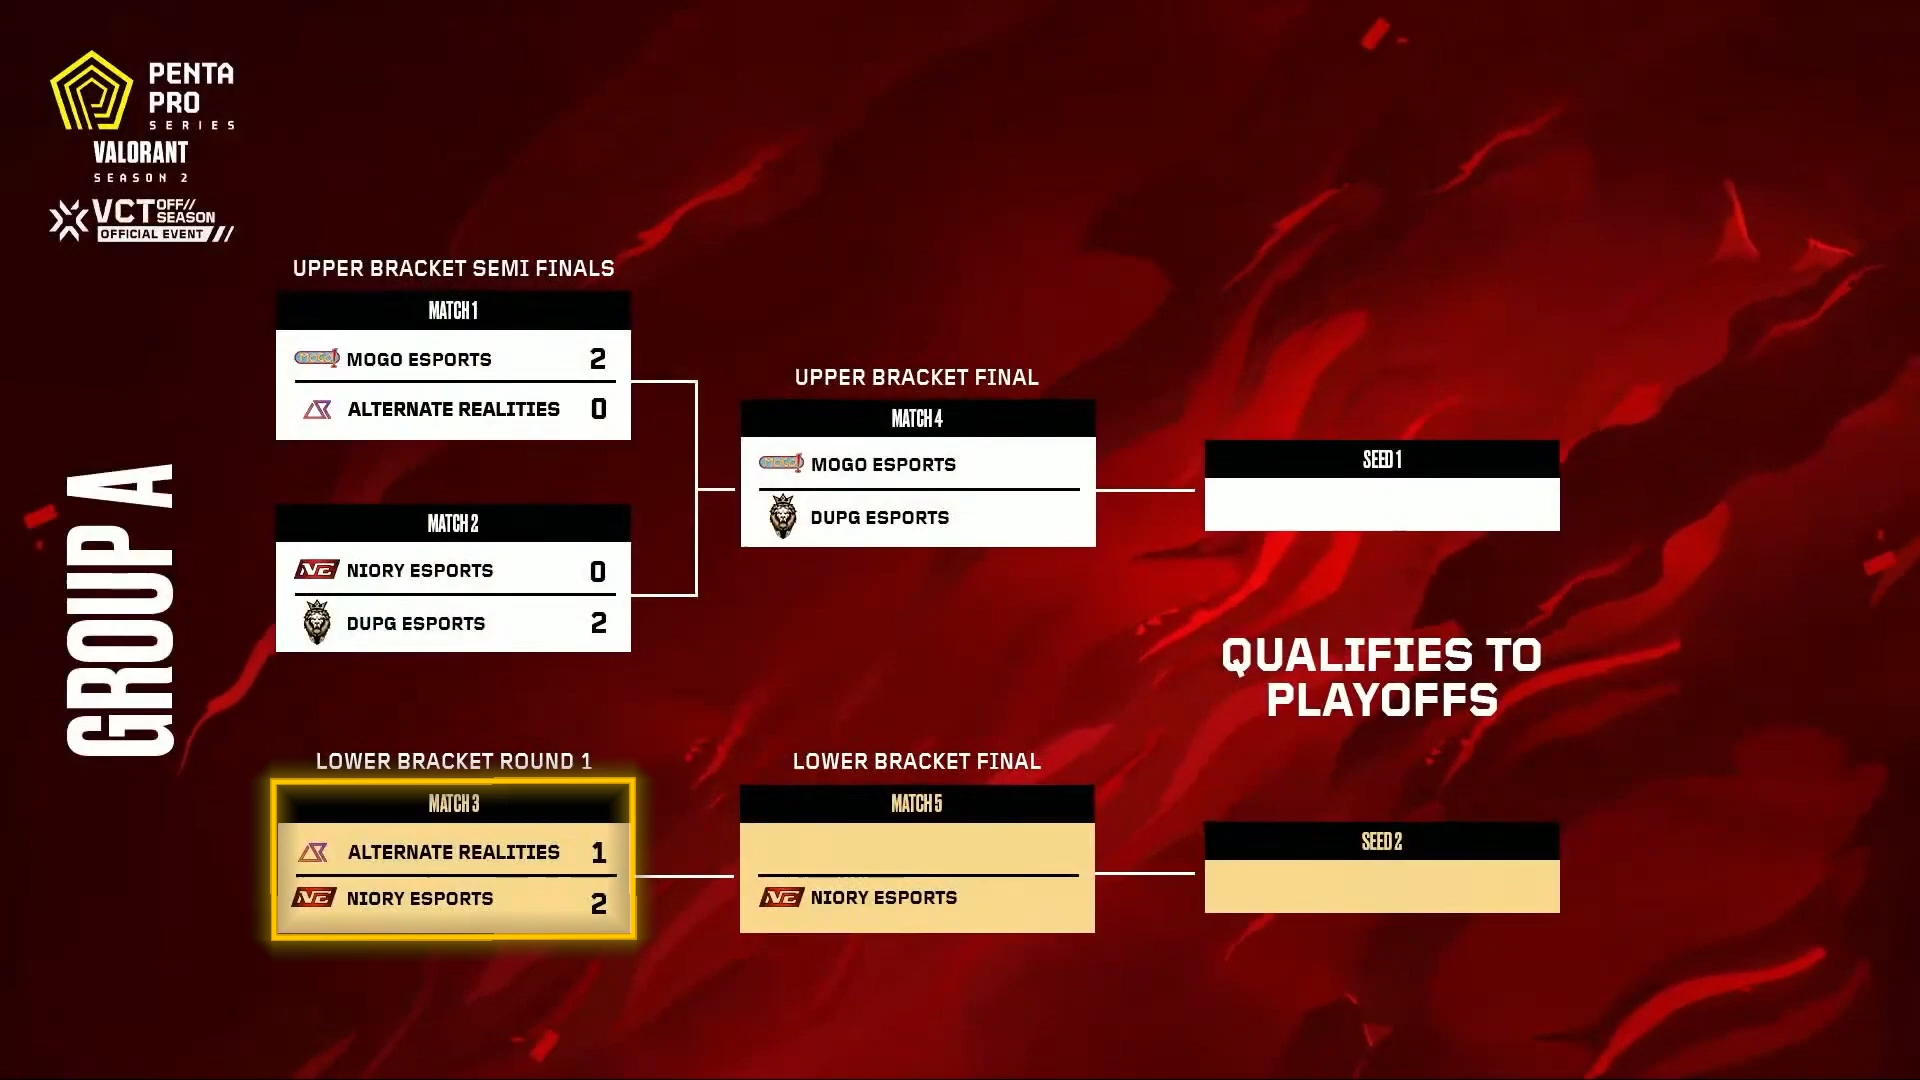 PENTA
PRO
SERIES
VALORANT
SEASON 2
VCT OFF//
SEASON
OFFICIAL EVENT
GROUP A
UPPER BRACKET SEMI FINALS
MATCH 1
MOGO ESPORTS 2
ALTERNATE REALITIES 0
MATCH 2
NIORY ESPORTS 0
DUPG ESPORTS 2
UPPER BRACKET FINAL
MATCH 4
MOGO ESPORTS
DUPG ESPORTS
SEED 1
QUALIFIES TO
PLAYOFFS
LOWER BRACKET ROUND 1
MATCH 3
ALTERNATE REALITIES 1
NIORY ESPORTS 2
LOWER BRACKET FINAL
MATCH 5
NIORY ESPORTS
SEED 2